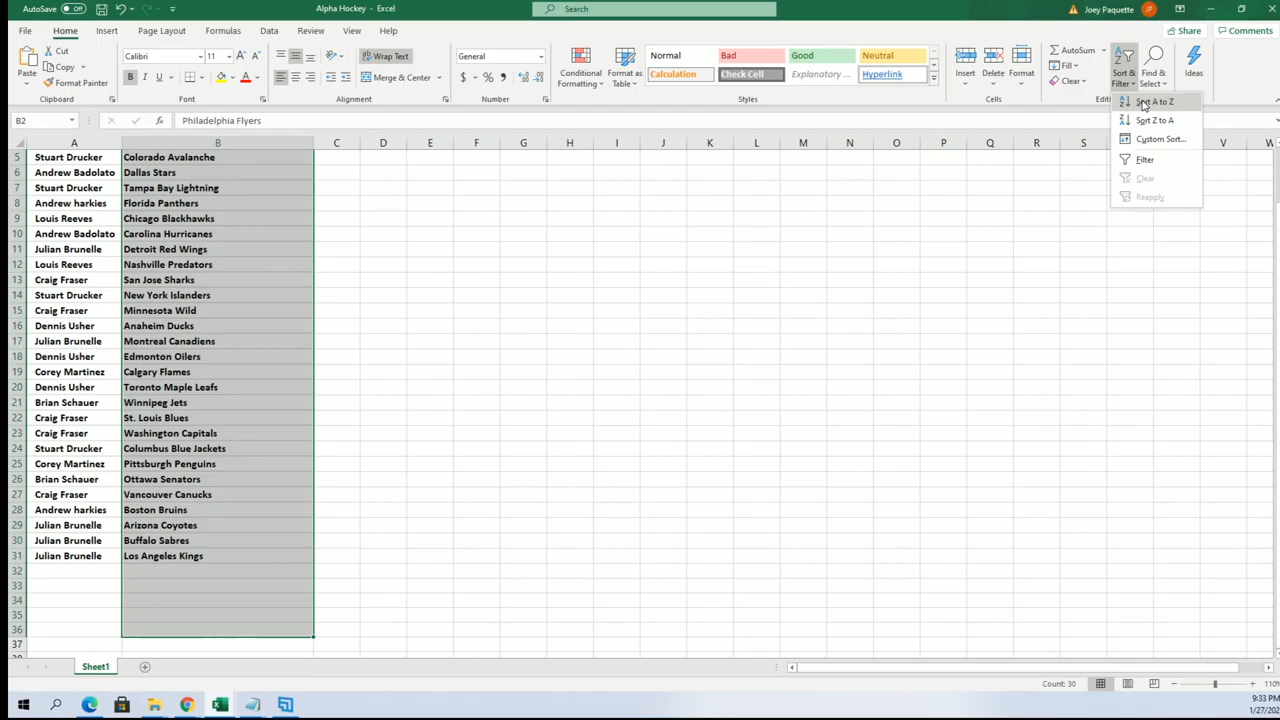 AutoSave Off Alpha Hockey - Excel Search Joey Paquette JP
File Home Insert Page Layout Formulas Data Review View Help Share Comments
Cut
Copy
Format Painter
Paste
Clipboard
Calibri 11
B I U
Font
Wrap Text
Merge & Center
Alignment
General
$ % 9
Number
Conditional Formatting
Format as Table
Normal Bad Good Neutral
Calculation Check Cell Explanatory ... Hyperlink
Styles
Insert Delete Format
Cells
AutoSum
Fill
Clear
Sort & Filter
Find & Select
Ideas
Sort A to Z
Sort Z to A
Custom Sort...
Filter
Clear
Reapply
B2 fx Philadelphia Flyers
A B C D E F G H I J K L M N O P Q R S V W
5 Stuart Drucker Colorado Avalanche
6 Andrew Badolato Dallas Stars
7 Stuart Drucker Tampa Bay Lightning
8 Andrew harkies Florida Panthers
9 Louis Reeves Chicago Blackhawks
10 Andrew Badolato Carolina Hurricanes
11 Julian Brunelle Detroit Red Wings
12 Louis Reeves Nashville Predators
13 Craig Fraser San Jose Sharks
14 Stuart Drucker New York Islanders
15 Craig Fraser Minnesota Wild
16 Dennis Usher Anaheim Ducks
17 Julian Brunelle Montreal Canadiens
18 Dennis Usher Edmonton Oilers
19 Corey Martinez Calgary Flames
20 Dennis Usher Toronto Maple Leafs
21 Brian Schauer Winnipeg Jets
22 Craig Fraser St. Louis Blues
23 Craig Fraser Washington Capitals
24 Stuart Drucker Columbus Blue Jackets
25 Corey Martinez Pittsburgh Penguins
26 Brian Schauer Ottawa Senators
27 Craig Fraser Vancouver Canucks
28 Andrew harkies Boston Bruins
29 Julian Brunelle Arizona Coyotes
30 Julian Brunelle Buffalo Sabres
31 Julian Brunelle Los Angeles Kings
32
33
34
35
36
37
Sheet1
Count: 30 110%
9:33 PM